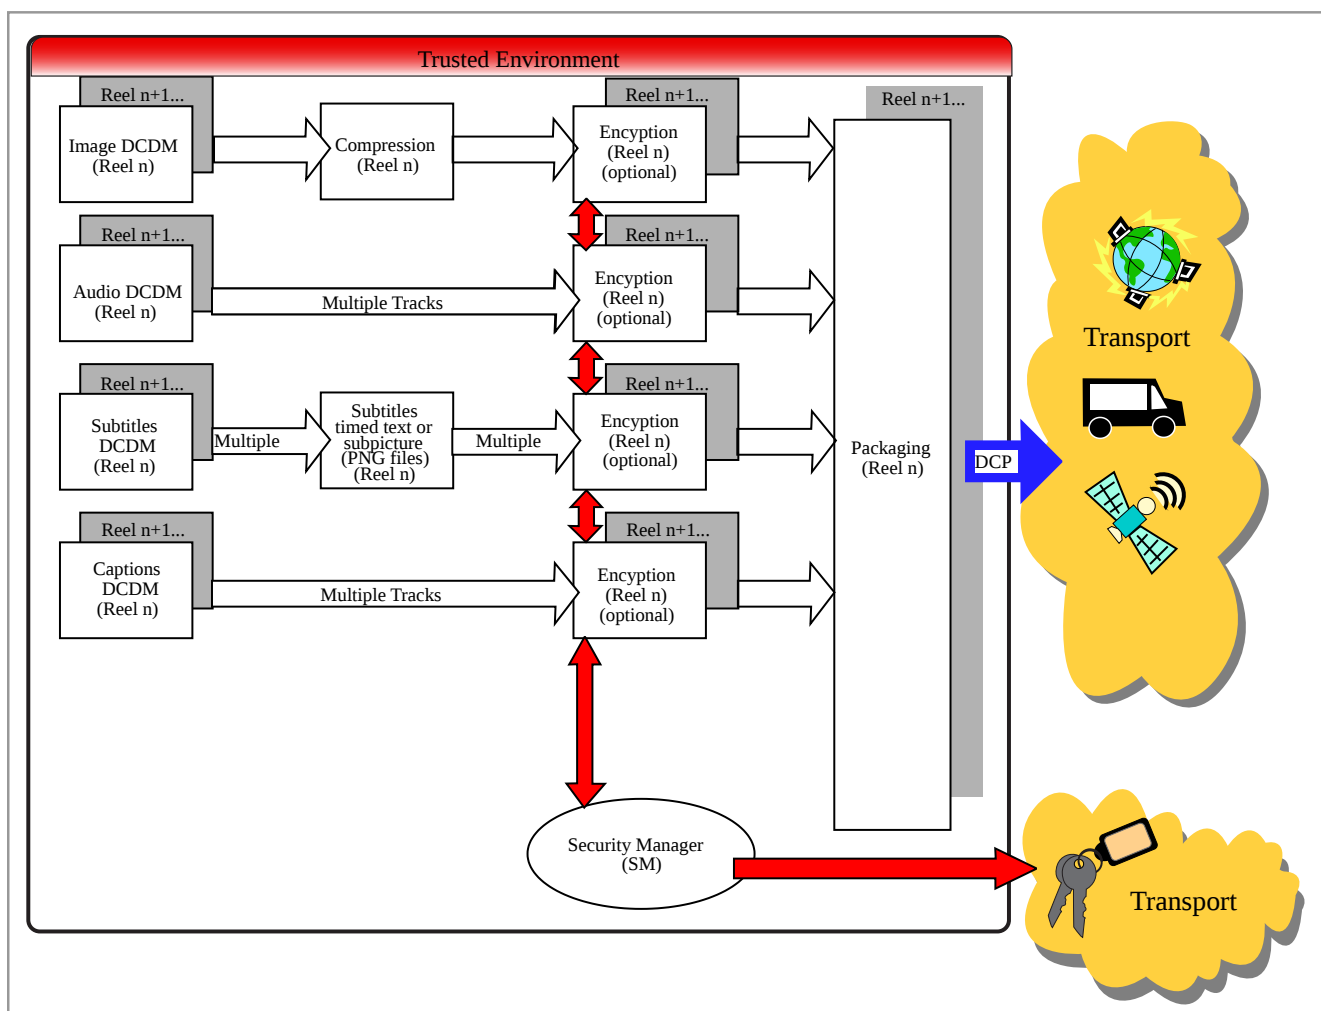 Trusted Environment
Reel n+1...
Image DCDM
(Reel n)
Compression
(Reel n)
Reel n+1...
Encyption
(Reel n)
(optional)
Reel n+1...
Reel n+1...
Audio DCDM
(Reel n)
Multiple Tracks
Reel n+1...
Encyption
(Reel n)
(optional)
Reel n+1...
Subtitles
DCDM
(Reel n)
Multiple
Subtitles
timed text or
subpicture
(PNG files)
(Reel n)
Multiple
Reel n+1...
Encyption
(Reel n)
(optional)
Reel n+1...
Captions
DCDM
(Reel n)
Multiple Tracks
Reel n+1...
Encyption
(Reel n)
(optional)
Packaging
(Reel n)
DCP
Transport
Security Manager
(SM)
Transport